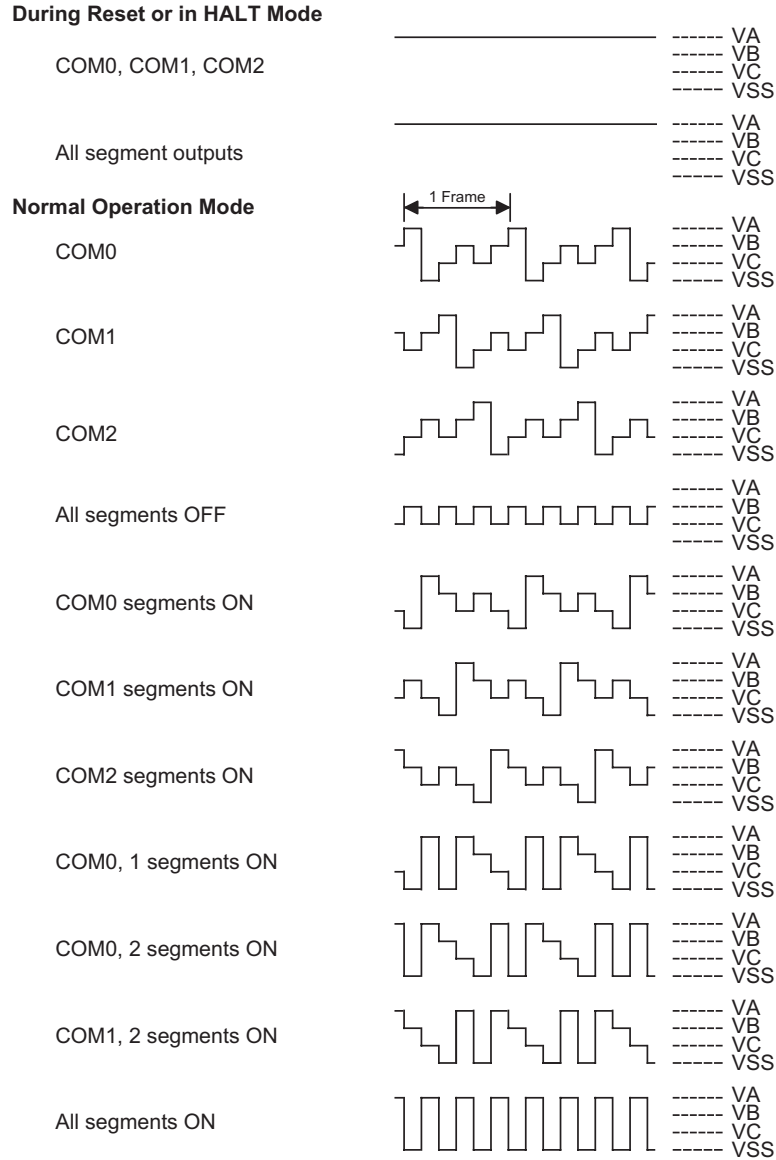 During Reset or in HALT Mode
COM0, COM1, COM2
VA
VB
VC
VSS
All segment outputs
VA
VB
VC
VSS
Normal Operation Mode
1 Frame
COM0
VA
VB
VC
VSS
COM1
VA
VB
VC
VSS
COM2
VA
VB
VC
VSS
All segments OFF
VA
VB
VC
VSS
COM0 segments ON
VA
VB
VC
VSS
COM1 segments ON
VA
VB
VC
VSS
COM2 segments ON
VA
VB
VC
VSS
COM0, 1 segments ON
VA
VB
VC
VSS
COM0, 2 segments ON
VA
VB
VC
VSS
COM1, 2 segments ON
VA
VB
VC
VSS
All segments ON
VA
VB
VC
VSS